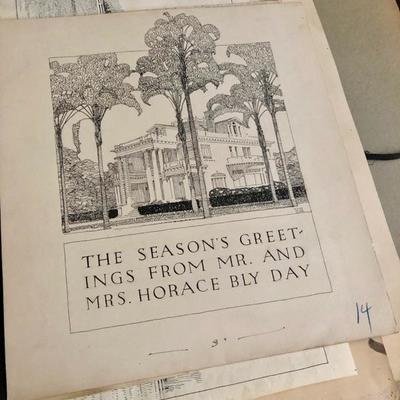 THE SEASON'S GREET-
INGS FROM MR. AND
MRS. HORACE BLY DAY
14